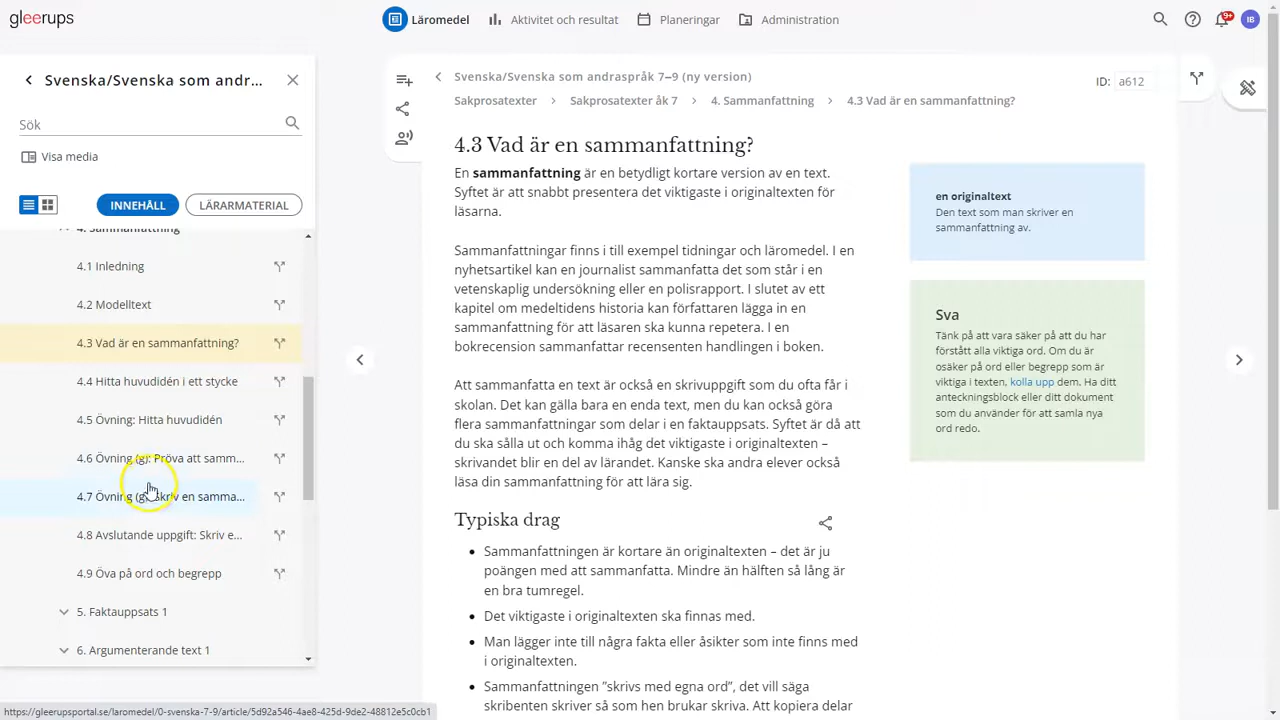 gleerups
Läromedel
Aktivitet och resultat
Planeringar
Administration
9+
IB
Svenska/Svenska som andr...
Sök
Visa media
INNEHÅLL
LÄRARMATERIAL
4. Sammanfattning
4.1 Inledning
4.2 Modelltext
4.3 Vad är en sammanfattning?
4.4 Hitta huvudidén i ett stycke
4.5 Övning: Hitta huvudidén
4.6 Övning (g): Pröva att samm...
4.7 Övning (g): Skriv en samma...
4.8 Avslutande uppgift: Skriv e...
4.9 Öva på ord och begrepp
5. Faktauppsats 1
6. Argumenterande text 1
https://gleerupsportal.se/laromedel/0-svenska-7-9/article/5d92a546-4ae8-425d-9de2-48812e5c0cb1
Svenska/Svenska som andraspråk 7–9 (ny version)
ID: a612
Sakprosatexter > Sakprosatexter åk 7 > 4. Sammanfattning > 4.3 Vad är en sammanfattning?
4.3 Vad är en sammanfattning?
En sammanfattning är en betydligt kortare version av en text.
Syftet är att snabbt presentera det viktigaste i originaltexten för
läsarna.
Sammanfattningar finns i till exempel tidningar och läromedel. I en
nyhetsartikel kan en journalist sammanfatta det som står i en
vetenskaplig undersökning eller en polisrapport. I slutet av ett
kapitel om medeltidens historia kan författaren lägga in en
sammanfattning för att läsaren ska kunna repetera. I en
bokrecension sammanfattar recensenten handlingen i boken.
Att sammanfatta en text är också en skrivuppgift som du ofta får i
skolan. Det kan gälla bara en enda text, men du kan också göra
flera sammanfattningar som delar i en faktauppsats. Syftet är då att
du ska sålla ut och komma ihåg det viktigaste i originaltexten –
skrivandet blir en del av lärandet. Kanske ska andra elever också
läsa din sammanfattning för att lära sig.
Typiska drag
• Sammanfattningen är kortare än originaltexten – det är ju
poängen med att sammanfatta. Mindre än hälften så lång är
en bra tumregel.
• Det viktigaste i originaltexten ska finnas med.
• Man lägger inte till några fakta eller åsikter som inte finns med
i originaltexten.
• Sammanfattningen ”skrivs med egna ord”, det vill säga
skribenten skriver så som hen brukar skriva. Att kopiera delar
en originaltext
Den text som man skriver en
sammanfattning av.
Sva
Tänk på att vara säker på att du har
förstått alla viktiga ord. Om du är
osäker på ord eller begrepp som är
viktiga i texten, kolla upp dem. Ha ditt
anteckningsblock eller ditt dokument
som du använder för att samla nya
ord redo.